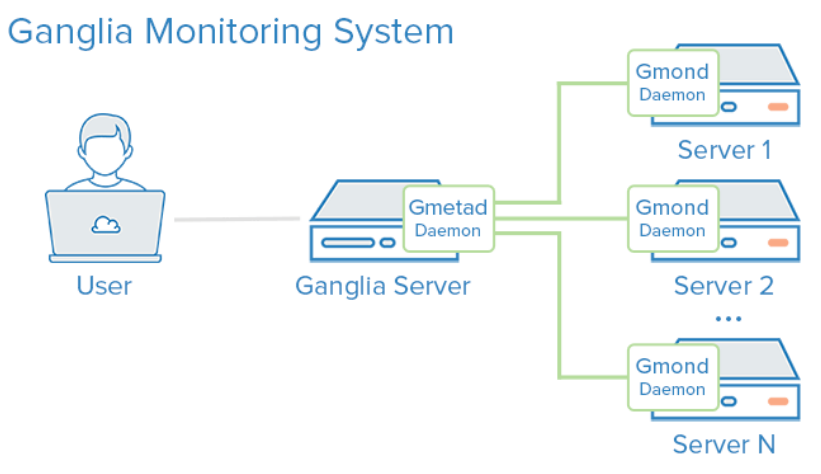 Ganglia Monitoring System
Gmond
Daemon
Server 1
Gmetad
Daemon
Gmond
Daemon
User
Ganglia Server
Server 2
...
Gmond
Daemon
Server N